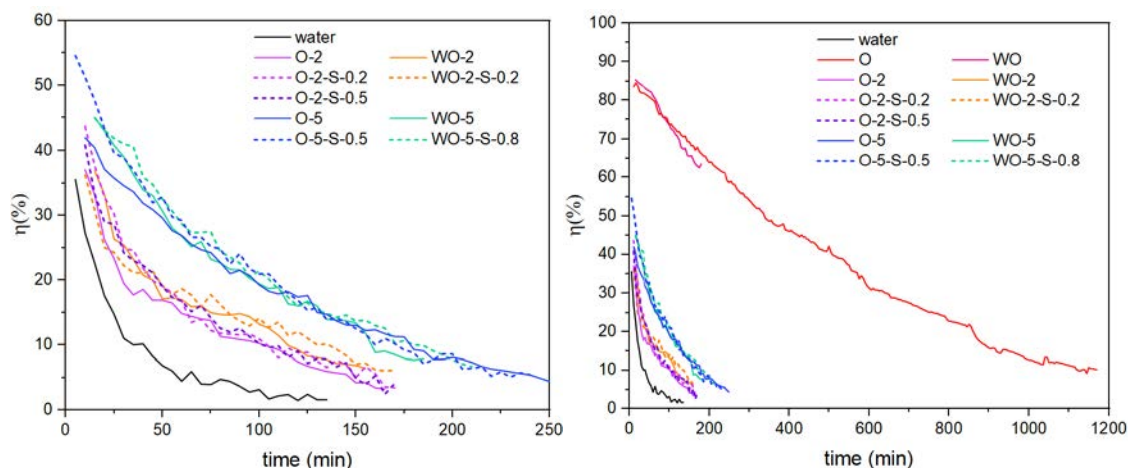 60
50
40
30
20
10
0
η(%)
water
O-2
WO-2
O-2-S-0.2
WO-2-S-0.2
O-2-S-0.5
O-5
WO-5
O-5-S-0.5
WO-5-S-0.8
0
50
100
150
200
250
time (min)
100
90
80
70
60
50
40
30
20
10
0
η(%)
water
O
WO
O-2
WO-2
O-2-S-0.2
WO-2-S-0.2
O-2-S-0.5
O-5
WO-5
O-5-S-0.5
WO-5-S-0.8
0
200
400
600
800
1000
1200
time (min)